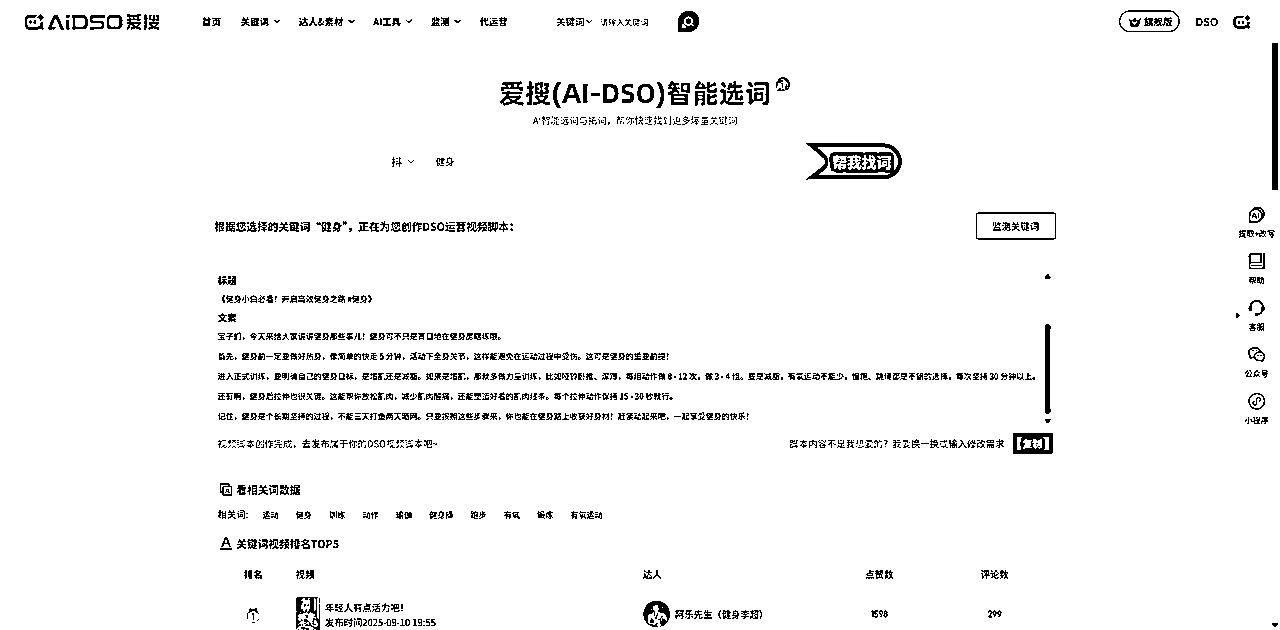 AIDSO 爱搜
首页 关键词 达人&素材 AI工具 监测 代运营 关键词 请输入关键词 旗舰版 DSO
爱搜(AI-DSO)智能选词 AI
AI智能选词与拓词，帮你快速找到更多爆量关键词
抖 健身 帮我找词
根据您选择的关键词“健身”，正在为您创作DSO运营视频脚本： 监测关键词
标题
《健身小白必看！开启高效健身之路 #健身》
文案
宝子们，今天来给大家讲讲健身那些事儿！健身可不只是盲目地在健身房瞎练哦。
首先，健身前一定要做好热身，像简单的快走 5 分钟，活动下全身关节，这样能避免在运动过程中受伤。这可是健身的重要前提！
进入正式训练，要明确自己的健身目标，是增肌还是减脂。如果是增肌，那就多做力量训练，比如哑铃卧推、深蹲，每组动作做 8 - 12 次，做 3 - 4 组。要是减脂，有氧运动不能少，慢跑、跳绳都是不错的选择，每次坚持 30 分钟以上。
还有啊，健身后拉伸也很关键。这能帮你放松肌肉，减少肌肉酸痛，还能塑造好看的肌肉线条。每个拉伸动作保持 15 - 30 秒就行。
记住，健身是个长期坚持的过程，不能三天打鱼两天晒网。只要按照这些步骤来，你也能在健身路上收获好身材！赶紧动起来吧，一起享受健身的快乐！
视频脚本创作完成，去发布属于你的DSO视频脚本吧~ 脚本内容不是我想要的？我要换一换或输入修改需求 【复制】
看相关词数据
相关词: 运动 健身 训练 动作 瑜伽 健身操 跑步 有氧 锻炼 有氧运动
关键词视频排名TOP5
排名 视频 达人 点赞数 评论数
1 年轻人有点活力吧！ 阿乐先生（健身李超） 1598 299
发布时间2025-09-10 19:55
AI
提取+改写
帮助
客服
公众号
小程序